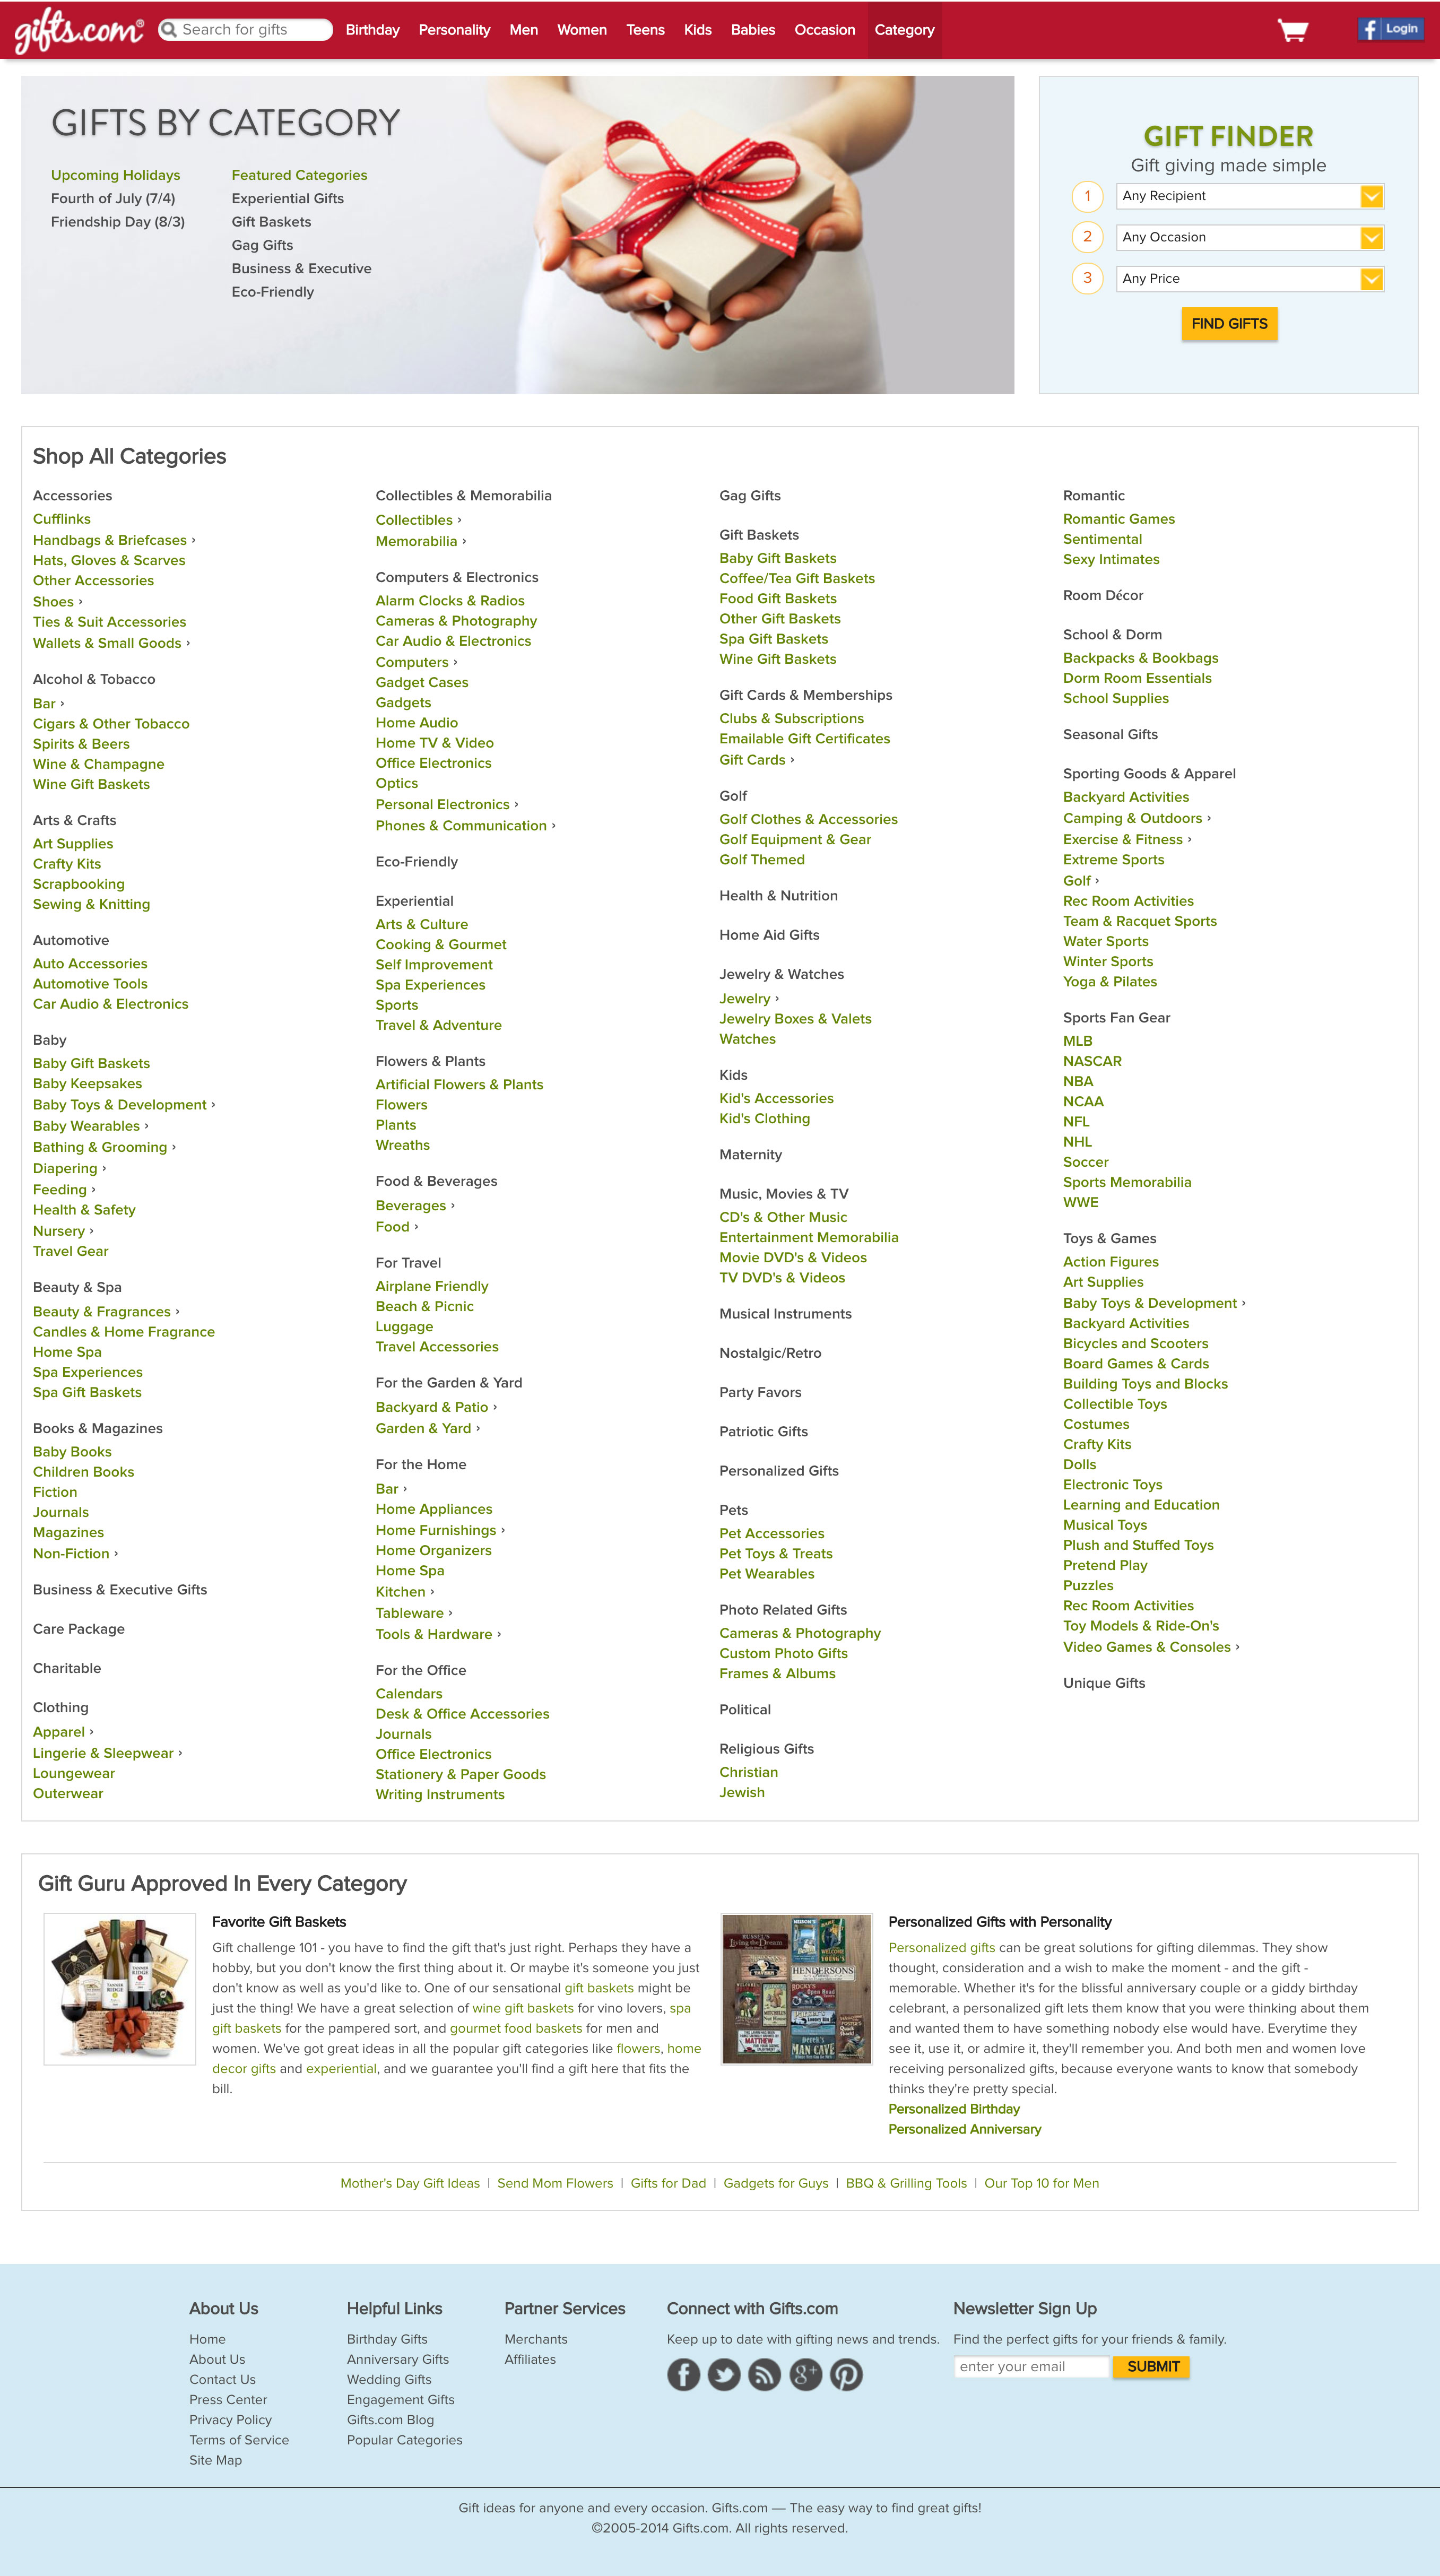 gifts.com®
Search for gifts
Birthday Personality Men Women Teens Kids Babies Occasion Category
Login
GIFTS BY CATEGORY
Upcoming Holidays
Fourth of July (7/4)
Friendship Day (8/3)
Featured Categories
Experiential Gifts
Gift Baskets
Gag Gifts
Business & Executive
Eco-Friendly
GIFT FINDER
Gift giving made simple
1 Any Recipient
2 Any Occasion
3 Any Price
FIND GIFTS
Shop All Categories
Accessories
Cufflinks
Handbags & Briefcases ›
Hats, Gloves & Scarves
Other Accessories
Shoes ›
Ties & Suit Accessories
Wallets & Small Goods ›
Alcohol & Tobacco
Bar ›
Cigars & Other Tobacco
Spirits & Beers
Wine & Champagne
Wine Gift Baskets
Arts & Crafts
Art Supplies
Crafty Kits
Scrapbooking
Sewing & Knitting
Automotive
Auto Accessories
Automotive Tools
Car Audio & Electronics
Baby
Baby Gift Baskets
Baby Keepsakes
Baby Toys & Development ›
Baby Wearables ›
Bathing & Grooming ›
Diapering ›
Feeding ›
Health & Safety
Nursery ›
Travel Gear
Beauty & Spa
Beauty & Fragrances ›
Candles & Home Fragrance
Home Spa
Spa Experiences
Spa Gift Baskets
Books & Magazines
Baby Books
Children Books
Fiction
Journals
Magazines
Non-Fiction ›
Business & Executive Gifts
Care Package
Charitable
Clothing
Apparel ›
Lingerie & Sleepwear ›
Loungewear
Outerwear
Collectibles & Memorabilia
Collectibles ›
Memorabilia ›
Computers & Electronics
Alarm Clocks & Radios
Cameras & Photography
Car Audio & Electronics
Computers ›
Gadget Cases
Gadgets
Home Audio
Home TV & Video
Office Electronics
Optics
Personal Electronics ›
Phones & Communication ›
Eco-Friendly
Experiential
Arts & Culture
Cooking & Gourmet
Self Improvement
Spa Experiences
Sports
Travel & Adventure
Flowers & Plants
Artificial Flowers & Plants
Flowers
Plants
Wreaths
Food & Beverages
Beverages ›
Food ›
For Travel
Airplane Friendly
Beach & Picnic
Luggage
Travel Accessories
For the Garden & Yard
Backyard & Patio ›
Garden & Yard ›
For the Home
Bar ›
Home Appliances
Home Furnishings ›
Home Organizers
Home Spa
Kitchen ›
Tableware ›
Tools & Hardware ›
For the Office
Calendars
Desk & Office Accessories
Journals
Office Electronics
Stationery & Paper Goods
Writing Instruments
Gag Gifts
Gift Baskets
Baby Gift Baskets
Coffee/Tea Gift Baskets
Food Gift Baskets
Other Gift Baskets
Spa Gift Baskets
Wine Gift Baskets
Gift Cards & Memberships
Clubs & Subscriptions
Emailable Gift Certificates
Gift Cards ›
Golf
Golf Clothes & Accessories
Golf Equipment & Gear
Golf Themed
Health & Nutrition
Home Aid Gifts
Jewelry & Watches
Jewelry ›
Jewelry Boxes & Valets
Watches
Kids
Kid's Accessories
Kid's Clothing
Maternity
Music, Movies & TV
CD's & Other Music
Entertainment Memorabilia
Movie DVD's & Videos
TV DVD's & Videos
Musical Instruments
Nostalgic/Retro
Party Favors
Patriotic Gifts
Personalized Gifts
Pets
Pet Accessories
Pet Toys & Treats
Pet Wearables
Photo Related Gifts
Cameras & Photography
Custom Photo Gifts
Frames & Albums
Political
Religious Gifts
Christian
Jewish
Romantic
Romantic Games
Sentimental
Sexy Intimates
Room Décor
School & Dorm
Backpacks & Bookbags
Dorm Room Essentials
School Supplies
Seasonal Gifts
Sporting Goods & Apparel
Backyard Activities
Camping & Outdoors ›
Exercise & Fitness ›
Extreme Sports
Golf ›
Rec Room Activities
Team & Racquet Sports
Water Sports
Winter Sports
Yoga & Pilates
Sports Fan Gear
MLB
NASCAR
NBA
NCAA
NFL
NHL
Soccer
Sports Memorabilia
WWE
Toys & Games
Action Figures
Art Supplies
Baby Toys & Development ›
Backyard Activities
Bicycles and Scooters
Board Games & Cards
Building Toys and Blocks
Collectible Toys
Costumes
Crafty Kits
Dolls
Electronic Toys
Learning and Education
Musical Toys
Plush and Stuffed Toys
Pretend Play
Puzzles
Rec Room Activities
Toy Models & Ride-On's
Video Games & Consoles ›
Unique Gifts
Gift Guru Approved In Every Category
Favorite Gift Baskets
Gift challenge 101 - you have to find the gift that's just right. Perhaps they have a
hobby, but you don't know the first thing about it. Or maybe it's someone you just
don't know as well as you'd like to. One of our sensational gift baskets might be
just the thing! We have a great selection of wine gift baskets for vino lovers, spa
gift baskets for the pampered sort, and gourmet food baskets for men and
women. We've got great ideas in all the popular gift categories like flowers, home
decor gifts and experiential, and we guarantee you'll find a gift here that fits the
bill.
Living the Dream
HENDERSONS
Derek's
MAN CAVE
MATTHEW
Personalized Gifts with Personality
Personalized gifts can be great solutions for gifting dilemmas. They show
thought, consideration and a wish to make the moment - and the gift -
memorable. Whether it's for the blissful anniversary couple or a giddy birthday
celebrant, a personalized gift lets them know that you were thinking about them
and wanted them to have something nobody else would have. Everytime they
see it, use it, or admire it, they'll remember you. And both men and women love
receiving personalized gifts, because everyone wants to know that somebody
thinks they're pretty special.
Personalized Birthday
Personalized Anniversary
Mother's Day Gift Ideas | Send Mom Flowers | Gifts for Dad | Gadgets for Guys | BBQ & Grilling Tools | Our Top 10 for Men
About Us
Home
About Us
Contact Us
Press Center
Privacy Policy
Terms of Service
Site Map
Helpful Links
Birthday Gifts
Anniversary Gifts
Wedding Gifts
Engagement Gifts
Gifts.com Blog
Popular Categories
Partner Services
Merchants
Affiliates
Connect with Gifts.com
Keep up to date with gifting news and trends.
Newsletter Sign Up
Find the perfect gifts for your friends & family.
enter your email SUBMIT
Gift ideas for anyone and every occasion. Gifts.com — The easy way to find great gifts!
©2005-2014 Gifts.com. All rights reserved.